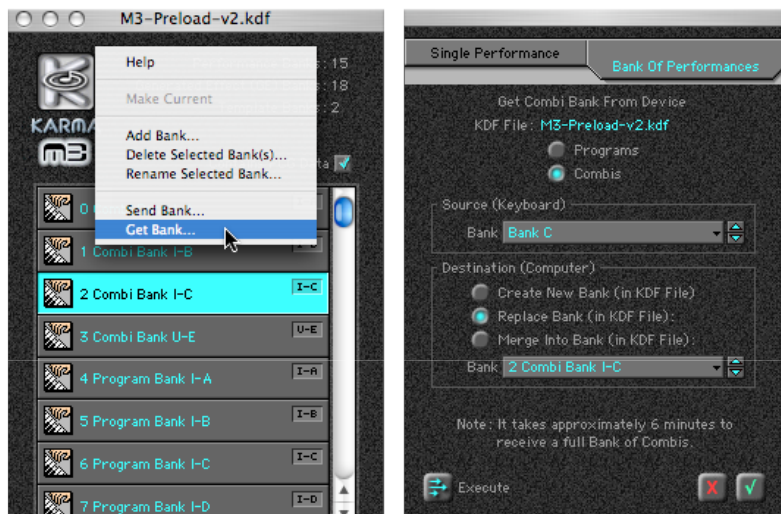 M3-Preload-v2.kdf
Help
:15
Make Current
:18
:2
KARMA
M3
Add Bank...
Delete Selected Bank(s)...
Rename Selected Bank...
Send Bank...
Get Bank...
1 Combi Bank I-B
2 Combi Bank I-C
I-C
3 Combi Bank U-E
U-E
4 Program Bank I-A
I-A
5 Program Bank I-B
I-B
6 Program Bank I-C
I-C
7 Program Bank I-D
I-D
Single Performance
Bank Of Performances
Get Combi Bank From Device
KDF File: M3-Preload-v2.kdf
Programs
Combis
Source (Keyboard)
Bank Bank C
Destination (Computer)
Create New Bank (in KDF File)
Replace Bank (in KDF File):
Merge Into Bank (in KDF File):
Bank 2 Combi Bank I-C
Note: It takes approximately 6 minutes to
receive a full Bank of Combis.
Execute